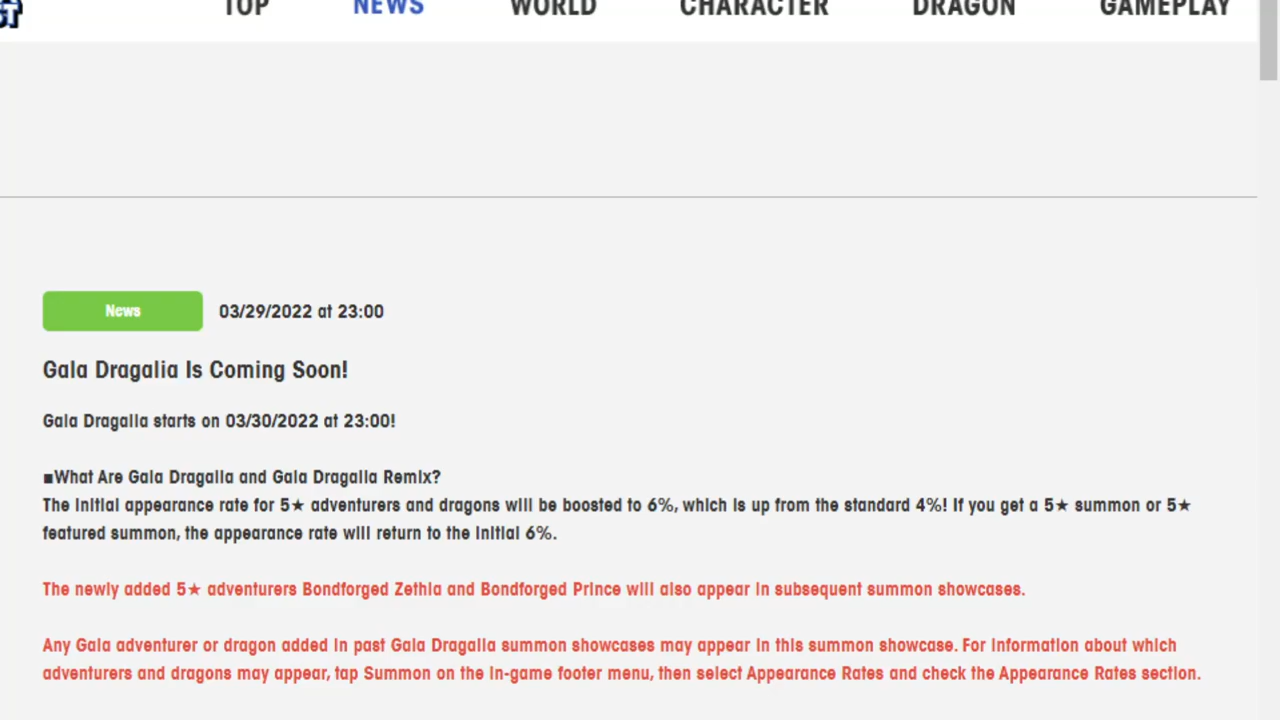 TOP NEWS WORLD CHARACTER DRAGON GAMEPLAY
News 03/29/2022 at 23:00
Gala Dragalia Is Coming Soon!
Gala Dragalia starts on 03/30/2022 at 23:00!
■What Are Gala Dragalia and Gala Dragalia Remix?
The initial appearance rate for 5★ adventurers and dragons will be boosted to 6%, which is up from the standard 4%! If you get a 5★ summon or 5★
featured summon, the appearance rate will return to the initial 6%.
The newly added 5★ adventurers Bondforged Zethia and Bondforged Prince will also appear in subsequent summon showcases.
Any Gala adventurer or dragon added in past Gala Dragalia summon showcases may appear in this summon showcase. For information about which
adventurers and dragons may appear, tap Summon on the in-game footer menu, then select Appearance Rates and check the Appearance Rates section.